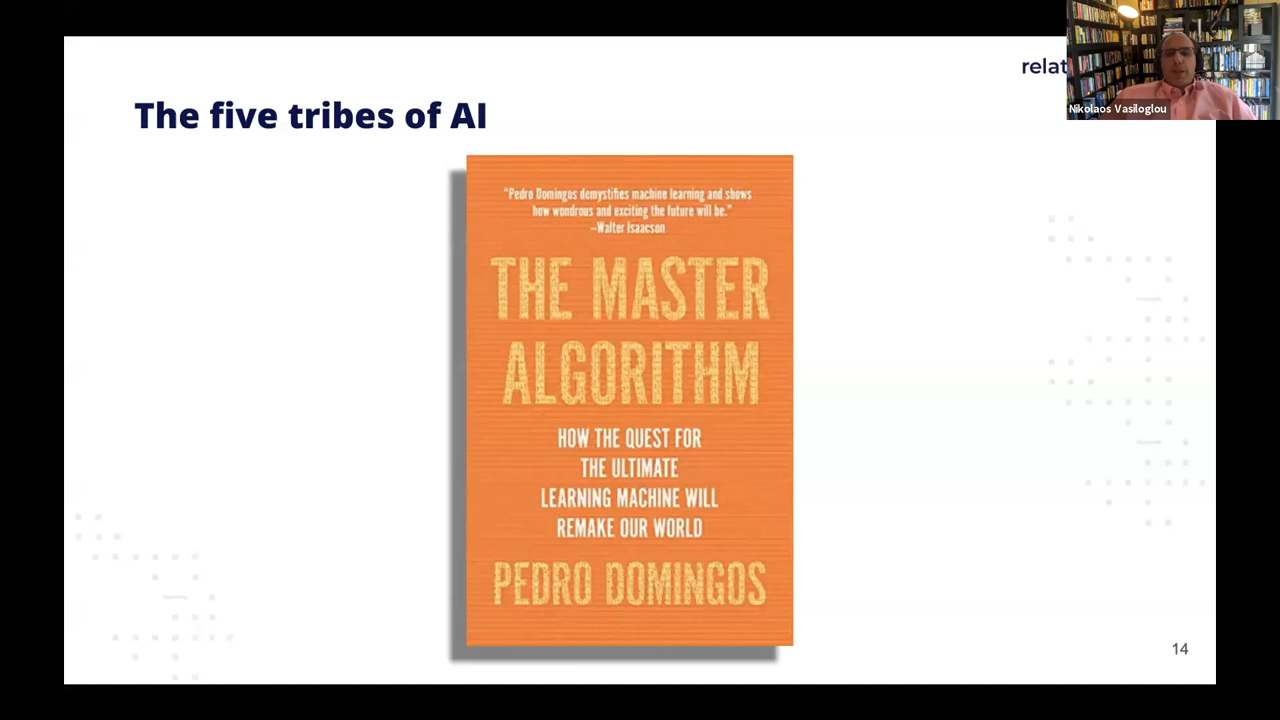 relat
Nikolaos Vasiloglou
The five tribes of AI
"Pedro Domingos demystifies machine learning and shows
how wondrous and exciting the future will be."
–Walter Isaacson
THE MASTER
ALGORITHM
HOW THE QUEST FOR
THE ULTIMATE
LEARNING MACHINE WILL
REMAKE OUR WORLD
PEDRO DOMINGOS
14